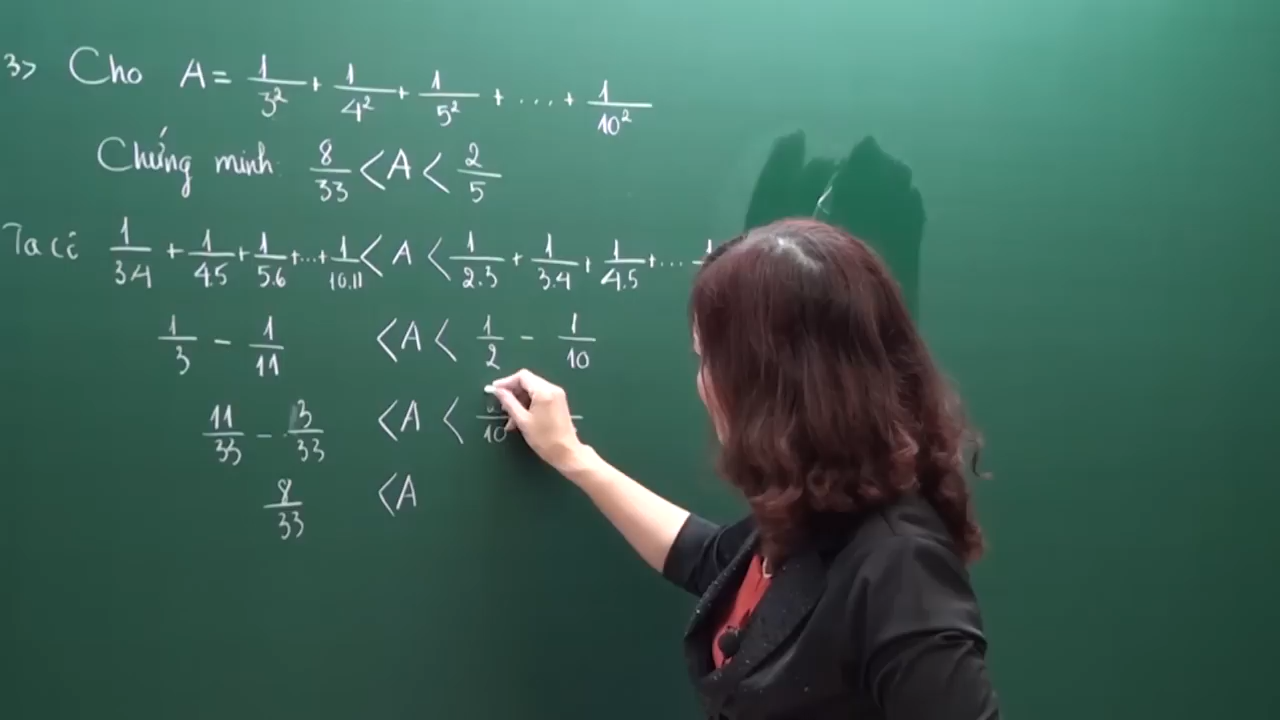 3> Cho A = 1/3² + 1/4² + 1/5² + ... + 1/10²
Chứng minh: 8/33 < A < 2/5
Ta có 1/3.4 + 1/4.5 + 1/5.6 + ... + 1/10.11 < A < 1/2.3 + 1/3.4 + 1/4.5 + ...
1/3 - 1/11 < A < 1/2 - 1/10
11/33 - 3/33 < A < /10
8/33 < A